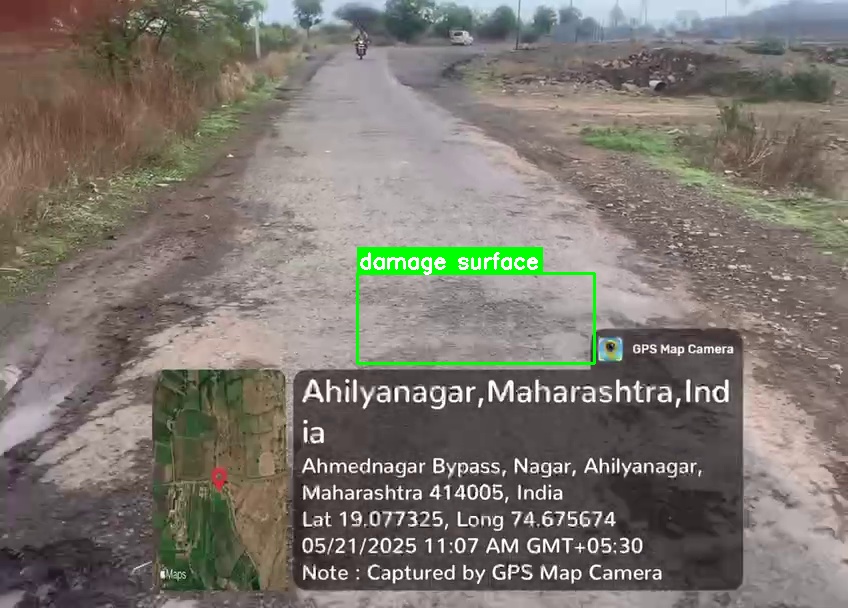 damage surface
GPS Map Camera
Ahilyanagar,Maharashtra,Ind
ia
Ahmednagar Bypass, Nagar, Ahilyanagar,
Maharashtra 414005, India
Lat 19.077325, Long 74.675674
05/21/2025 11:07 AM GMT+05:30
Note : Captured by GPS Map Camera
Maps